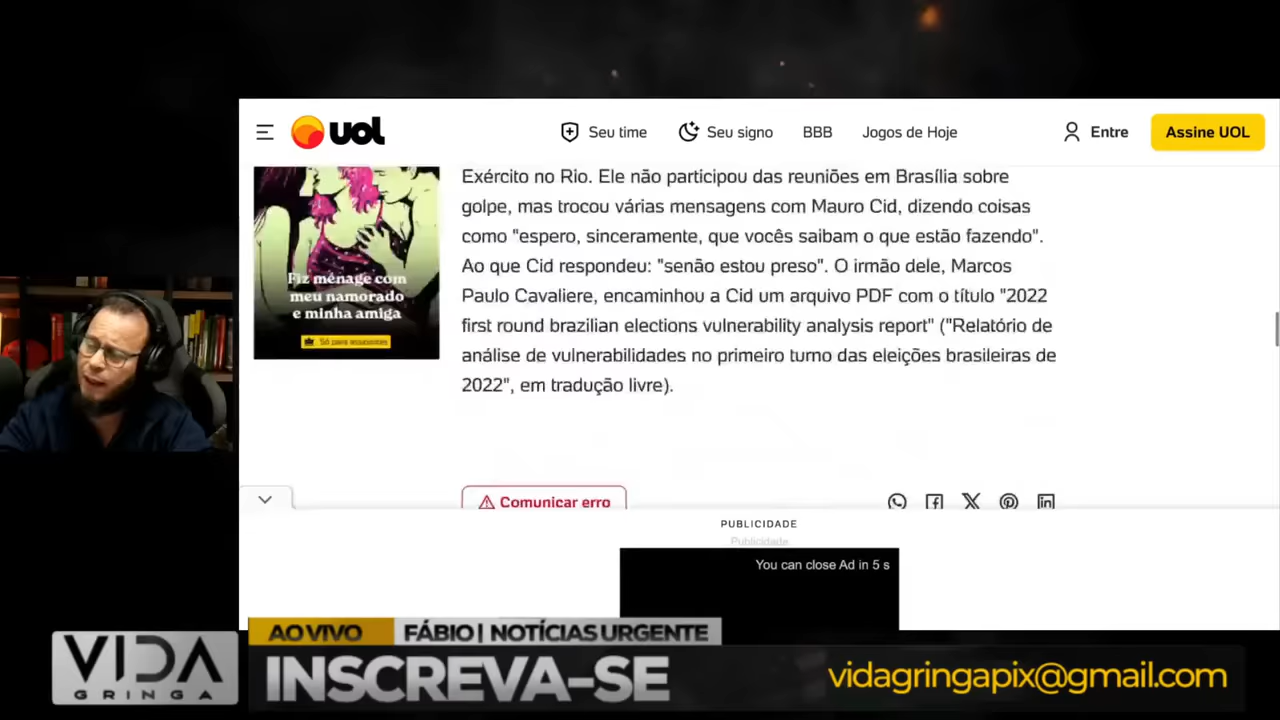 uol
Seu time
Seu signo
BBB
Jogos de Hoje
Entre
Assine UOL
Exército no Rio. Ele não participou das reuniões em Brasília sobre
golpe, mas trocou várias mensagens com Mauro Cid, dizendo coisas
como "espero, sinceramente, que vocês saibam o que estão fazendo".
Ao que Cid respondeu: "senão estou preso". O irmão dele, Marcos
Paulo Cavaliere, encaminhou a Cid um arquivo PDF com o título "2022
first round brazilian elections vulnerability analysis report" ("Relatório de
análise de vulnerabilidades no primeiro turno das eleições brasileiras de
2022", em tradução livre).
Fiz ménage com
meu namorado
e minha amiga
Só para assinantes
Comunicar erro
PUBLICIDADE
Publicidade
You can close Ad in 5 s
AO VIVO
FÁBIO | NOTÍCIAS URGENTE
VIDA
GRINGA
INSCREVA-SE
vidagringapix@gmail.com